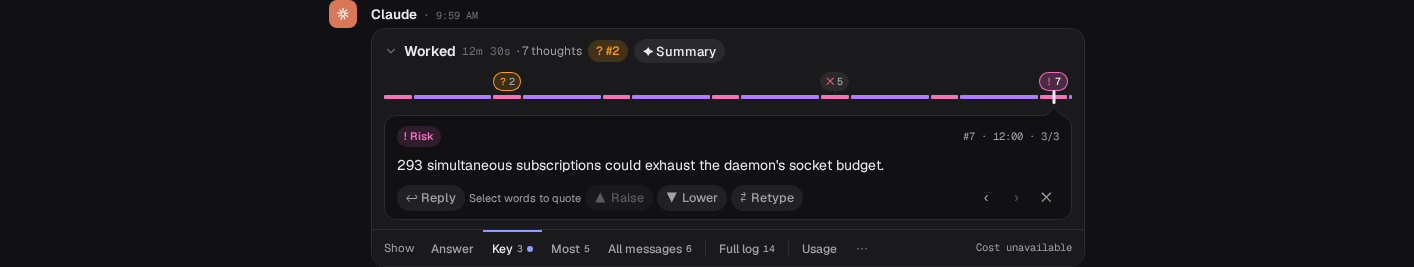 Claude · 9:59 AM
Worked 12m 30s · 7 thoughts ? #2 ✦ Summary
? 2 ✕ 5 ! 7
! Risk #7 · 12:00 · 3/3
293 simultaneous subscriptions could exhaust the daemon's socket budget.
↩ Reply Select words to quote ▲ Raise ▼ Lower ⇄ Retype ‹ › ✕
Show Answer Key 3 Most 5 All messages 6 Full log 14 Usage ··· Cost unavailable